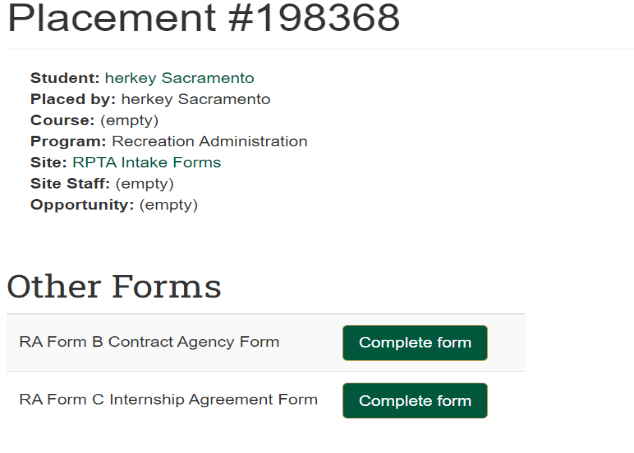 Placement #198368
Student: herkey Sacramento
Placed by: herkey Sacramento
Course: (empty)
Program: Recreation Administration
Site: RPTA Intake Forms
Site Staff: (empty)
Opportunity: (empty)
Other Forms
RA Form B Contract Agency Form Complete form
RA Form C Internship Agreement Form Complete form